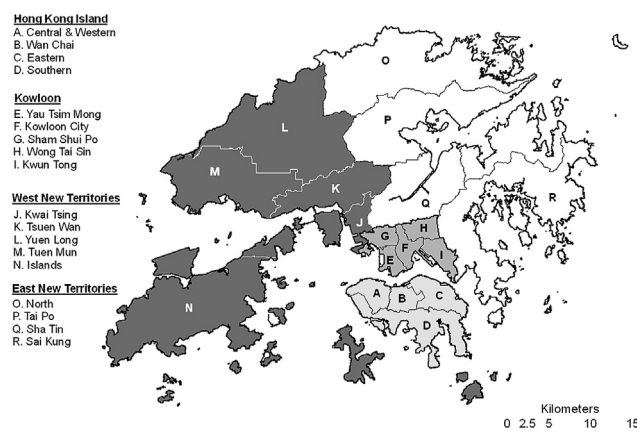 Hong Kong Island
A. Central & Western
B. Wan Chai
C. Eastern
D. Southern
Kowloon
E. Yau Tsim Mong
F. Kowloon City
G. Sham Shui Po
H. Wong Tai Sin
I. Kwun Tong
West New Territories
J. Kwai Tsing
K. Tsuen Wan
L. Yuen Long
M. Tuen Mun
N. Islands
East New Territories
O. North
P. Tai Po
Q. Sha Tin
R. Sai Kung
O
P
L
M
K
Q
R
J
G
H
F
E
I
N
A
B
C
D
Kilometers
0 2.5 5 10 15